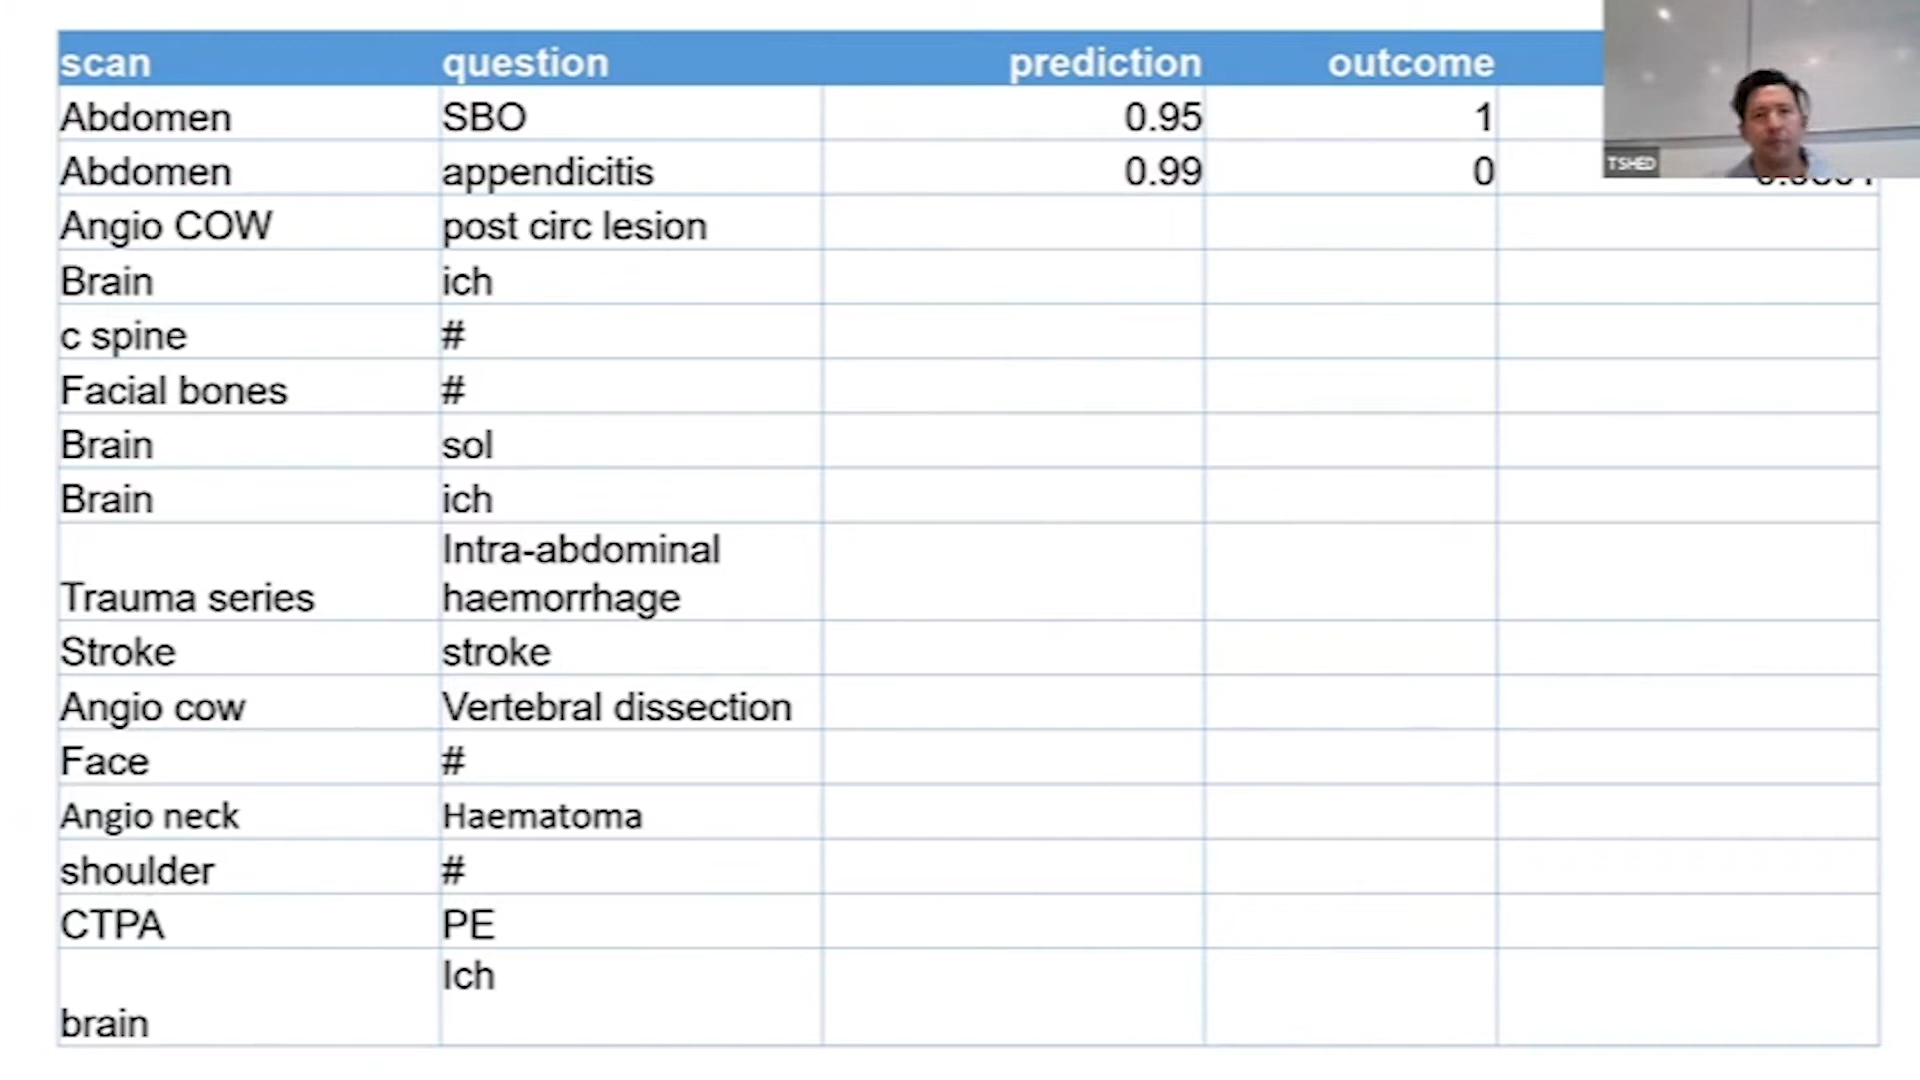 scan question prediction outcome
Abdomen SBO 0.95 1
TSHED
Abdomen appendicitis 0.99 0
Angio COW post circ lesion
Brain ich
c spine #
Facial bones #
Brain sol
Brain ich
Intra-abdominal
Trauma series haemorrhage
Stroke stroke
Angio cow Vertebral dissection
Face #
Angio neck Haematoma
shoulder #
CTPA PE
Ich
brain